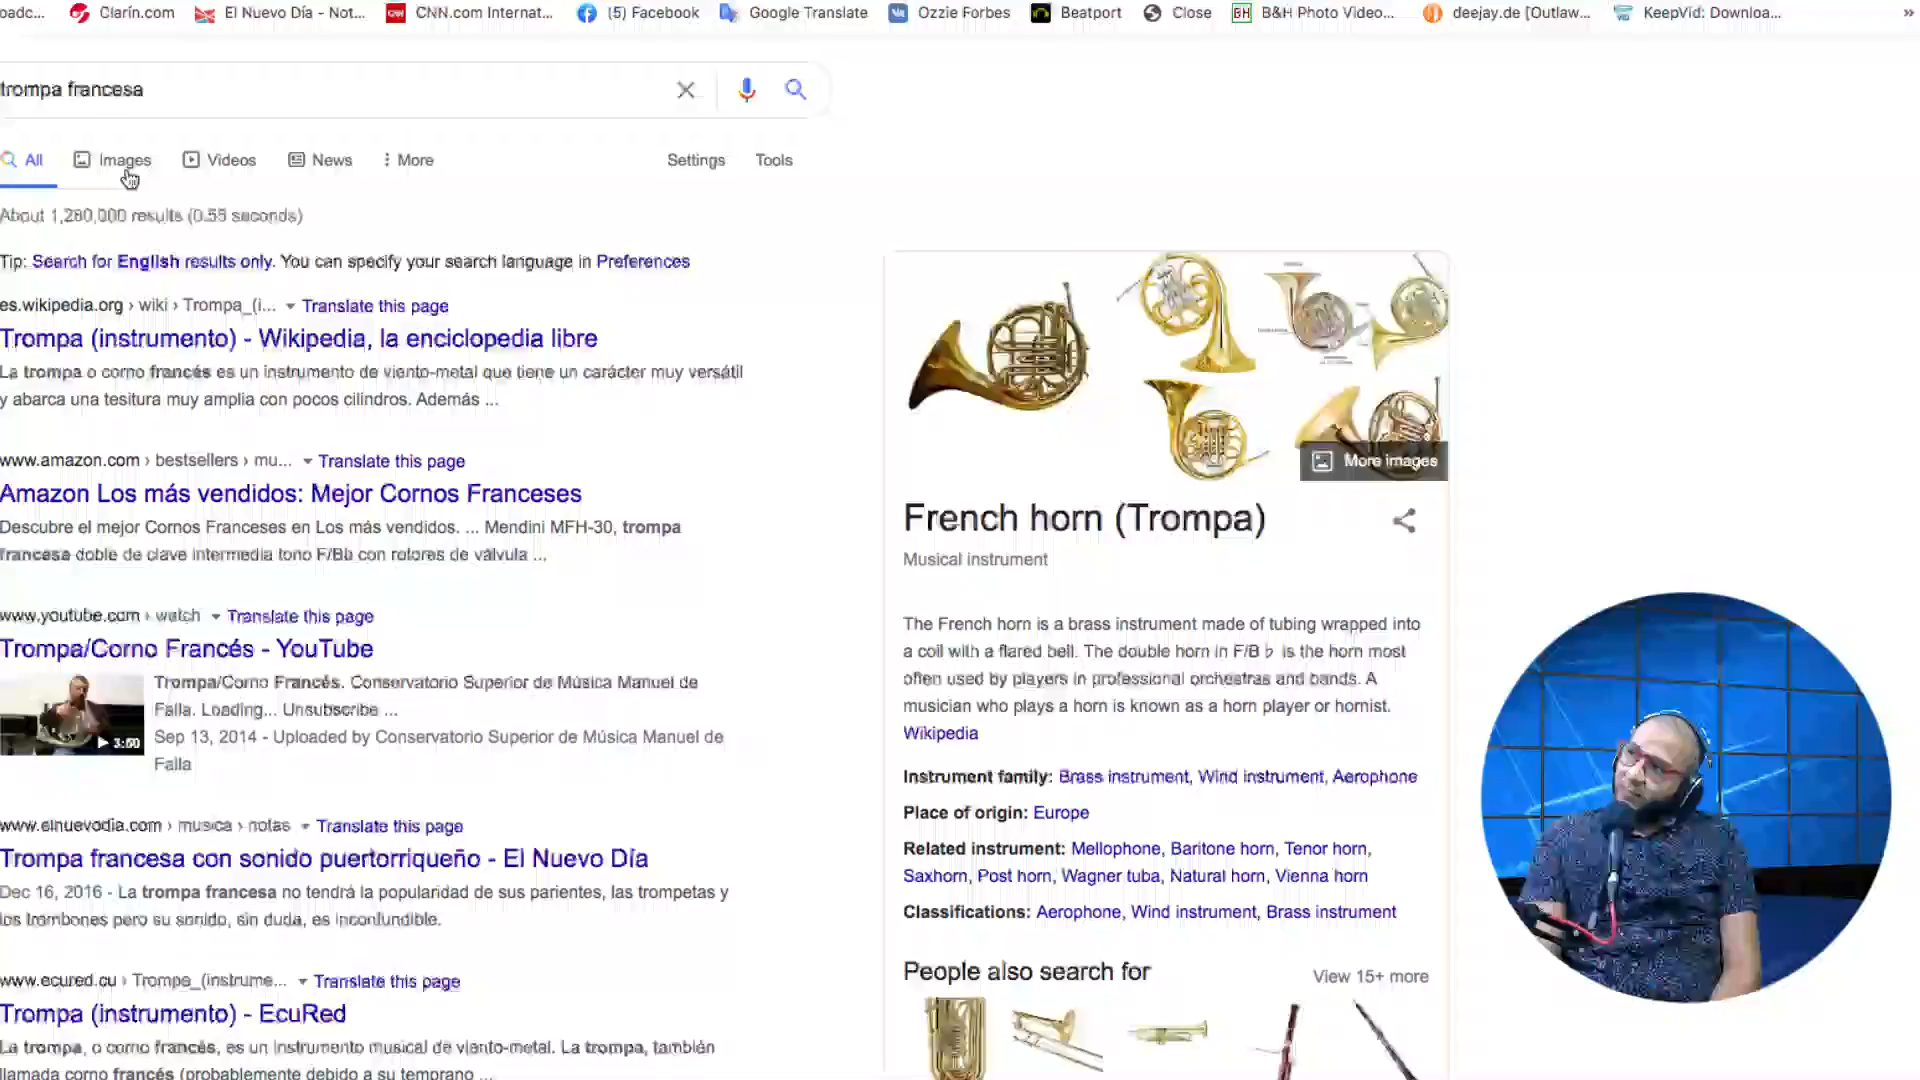 Clarín.com
El Nuevo Día - Not...
CNN.com Internat...
(5) Facebook
Google Translate
Ozzie Forbes
Beatport
Close
B&H Photo Video...
deejay.de [Outlaw...
KeepVid: Downloa...
»
trompa francesa
All
Images
Videos
News
More
Settings
Tools
About 1,280,000 results (0.55 seconds)
Tip: Search for English results only. You can specify your search language in Preferences
es.wikipedia.org › wiki › Trompa_(i... Translate this page
Trompa (instrumento) - Wikipedia, la enciclopedia libre
La trompa o corno francés es un instrumento de viento-metal que tiene un carácter muy versátil
y abarca una tesitura muy amplia con pocos cilindros. Además ...
www.amazon.com › bestsellers › mu... Translate this page
Amazon Los más vendidos: Mejor Cornos Franceses
Descubre el mejor Cornos Franceses en Los más vendidos. ... Mendini MFH-30, trompa
francesa doble de clave intermedia tono F/Bb con rotores de válvula ...
www.youtube.com › watch Translate this page
Trompa/Corno Francés - YouTube
3:00
Trompa/Corno Francés. Conservatorio Superior de Música Manuel de
Falla. Loading... Unsubscribe ...
Sep 13, 2014 - Uploaded by Conservatorio Superior de Música Manuel de
Falla
www.elnuevodia.com › musica › notas Translate this page
Trompa francesa con sonido puertorriqueño - El Nuevo Día
Dec 16, 2016 - La trompa francesa no tendrá la popularidad de sus parientes, las trompetas y
los trombones pero su sonido, sin duda, es inconfundible.
www.ecured.cu › Trompa_(instrume... Translate this page
Trompa (instrumento) - EcuRed
La trompa, o corno francés, es un instrumento musical de viento-metal. La trompa, también
llamada corno francés (probablemente debido a su temprano ...
More images
French horn (Trompa)
Musical instrument
The French horn is a brass instrument made of tubing wrapped into
a coil with a flared bell. The double horn in F/B♭ is the horn most
often used by players in professional orchestras and bands. A
musician who plays a horn is known as a horn player or hornist.
Wikipedia
Instrument family: Brass instrument, Wind instrument, Aerophone
Place of origin: Europe
Related instrument: Mellophone, Baritone horn, Tenor horn,
Saxhorn, Post horn, Wagner tuba, Natural horn, Vienna horn
Classifications: Aerophone, Wind instrument, Brass instrument
People also search for
View 15+ more